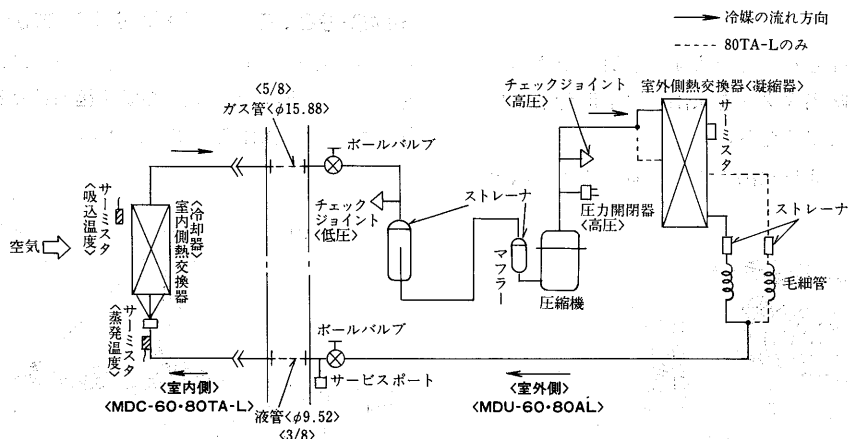 冷媒の流れ方向
80TA-Lのみ
<5/8>
ガス管<φ15.88>
チェックジョイント
<高圧>
室外側熱交換器<凝縮器>
サーミスタ
ボールバルブ
サーミスタ
<吸込温度>
<冷却器>
室内側熱交換器
チェック
ジョイント
<低圧>
ストレーナ
圧力開閉器
<高圧>
ストレーナ
空気
マフラー
圧縮機
毛細管
サーミスタ
<蒸発温度>
ボールバルブ
サービスポート
<室内側>
<MDC-60・80TA-L>
液管<φ9.52>
<3/8>
<室外側>
<MDU-60・80AL>